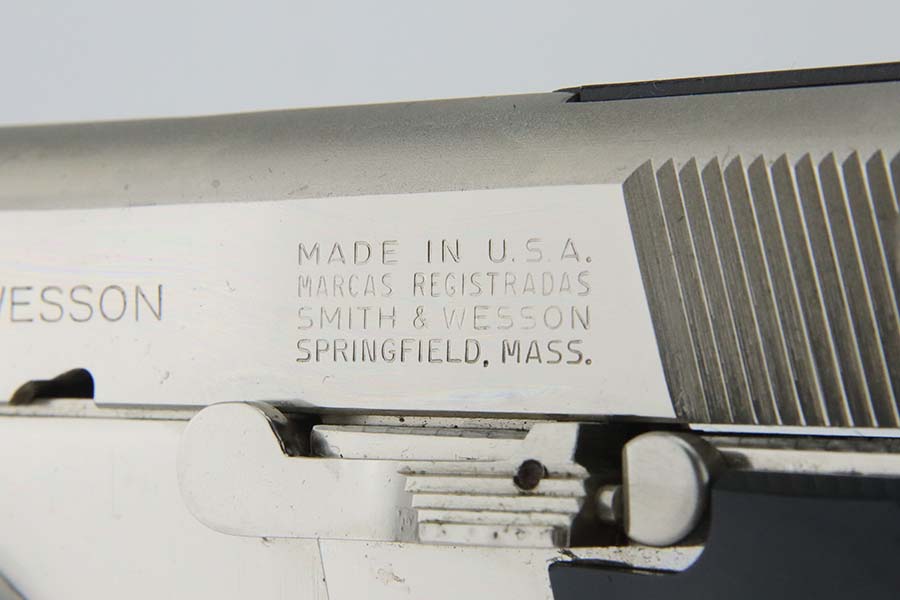 WESSON
MADE IN U.S.A.
MARCAS REGISTRADAS
SMITH & WESSON
SPRINGFIELD, MASS.